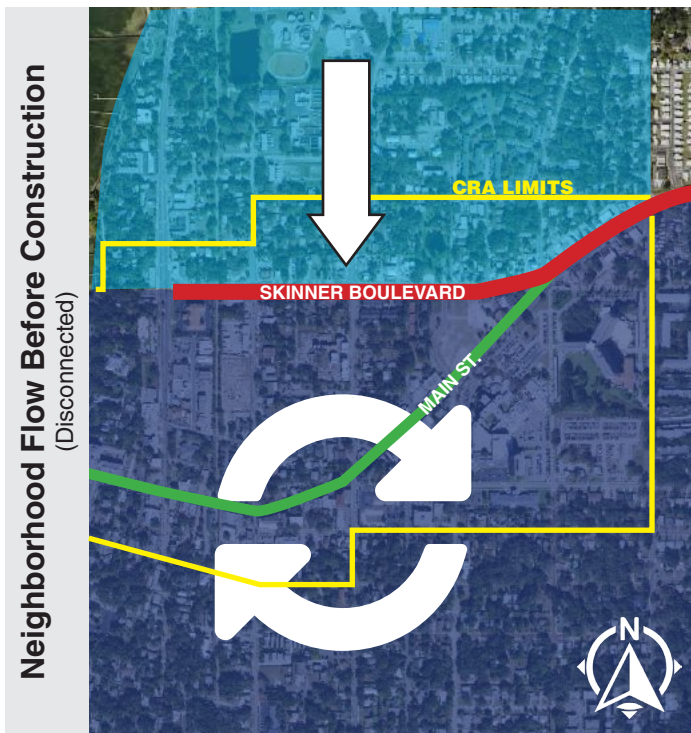 Neighborhood Flow Before Construction
(Disconnected)
CRA LIMITS
SKINNER BOULEVARD
MAIN ST.
N